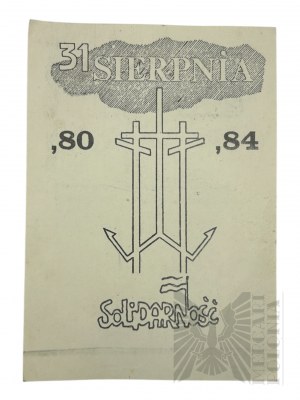 31 SIERPNIA
,80 ,84
SOLiDARNOŚĆ